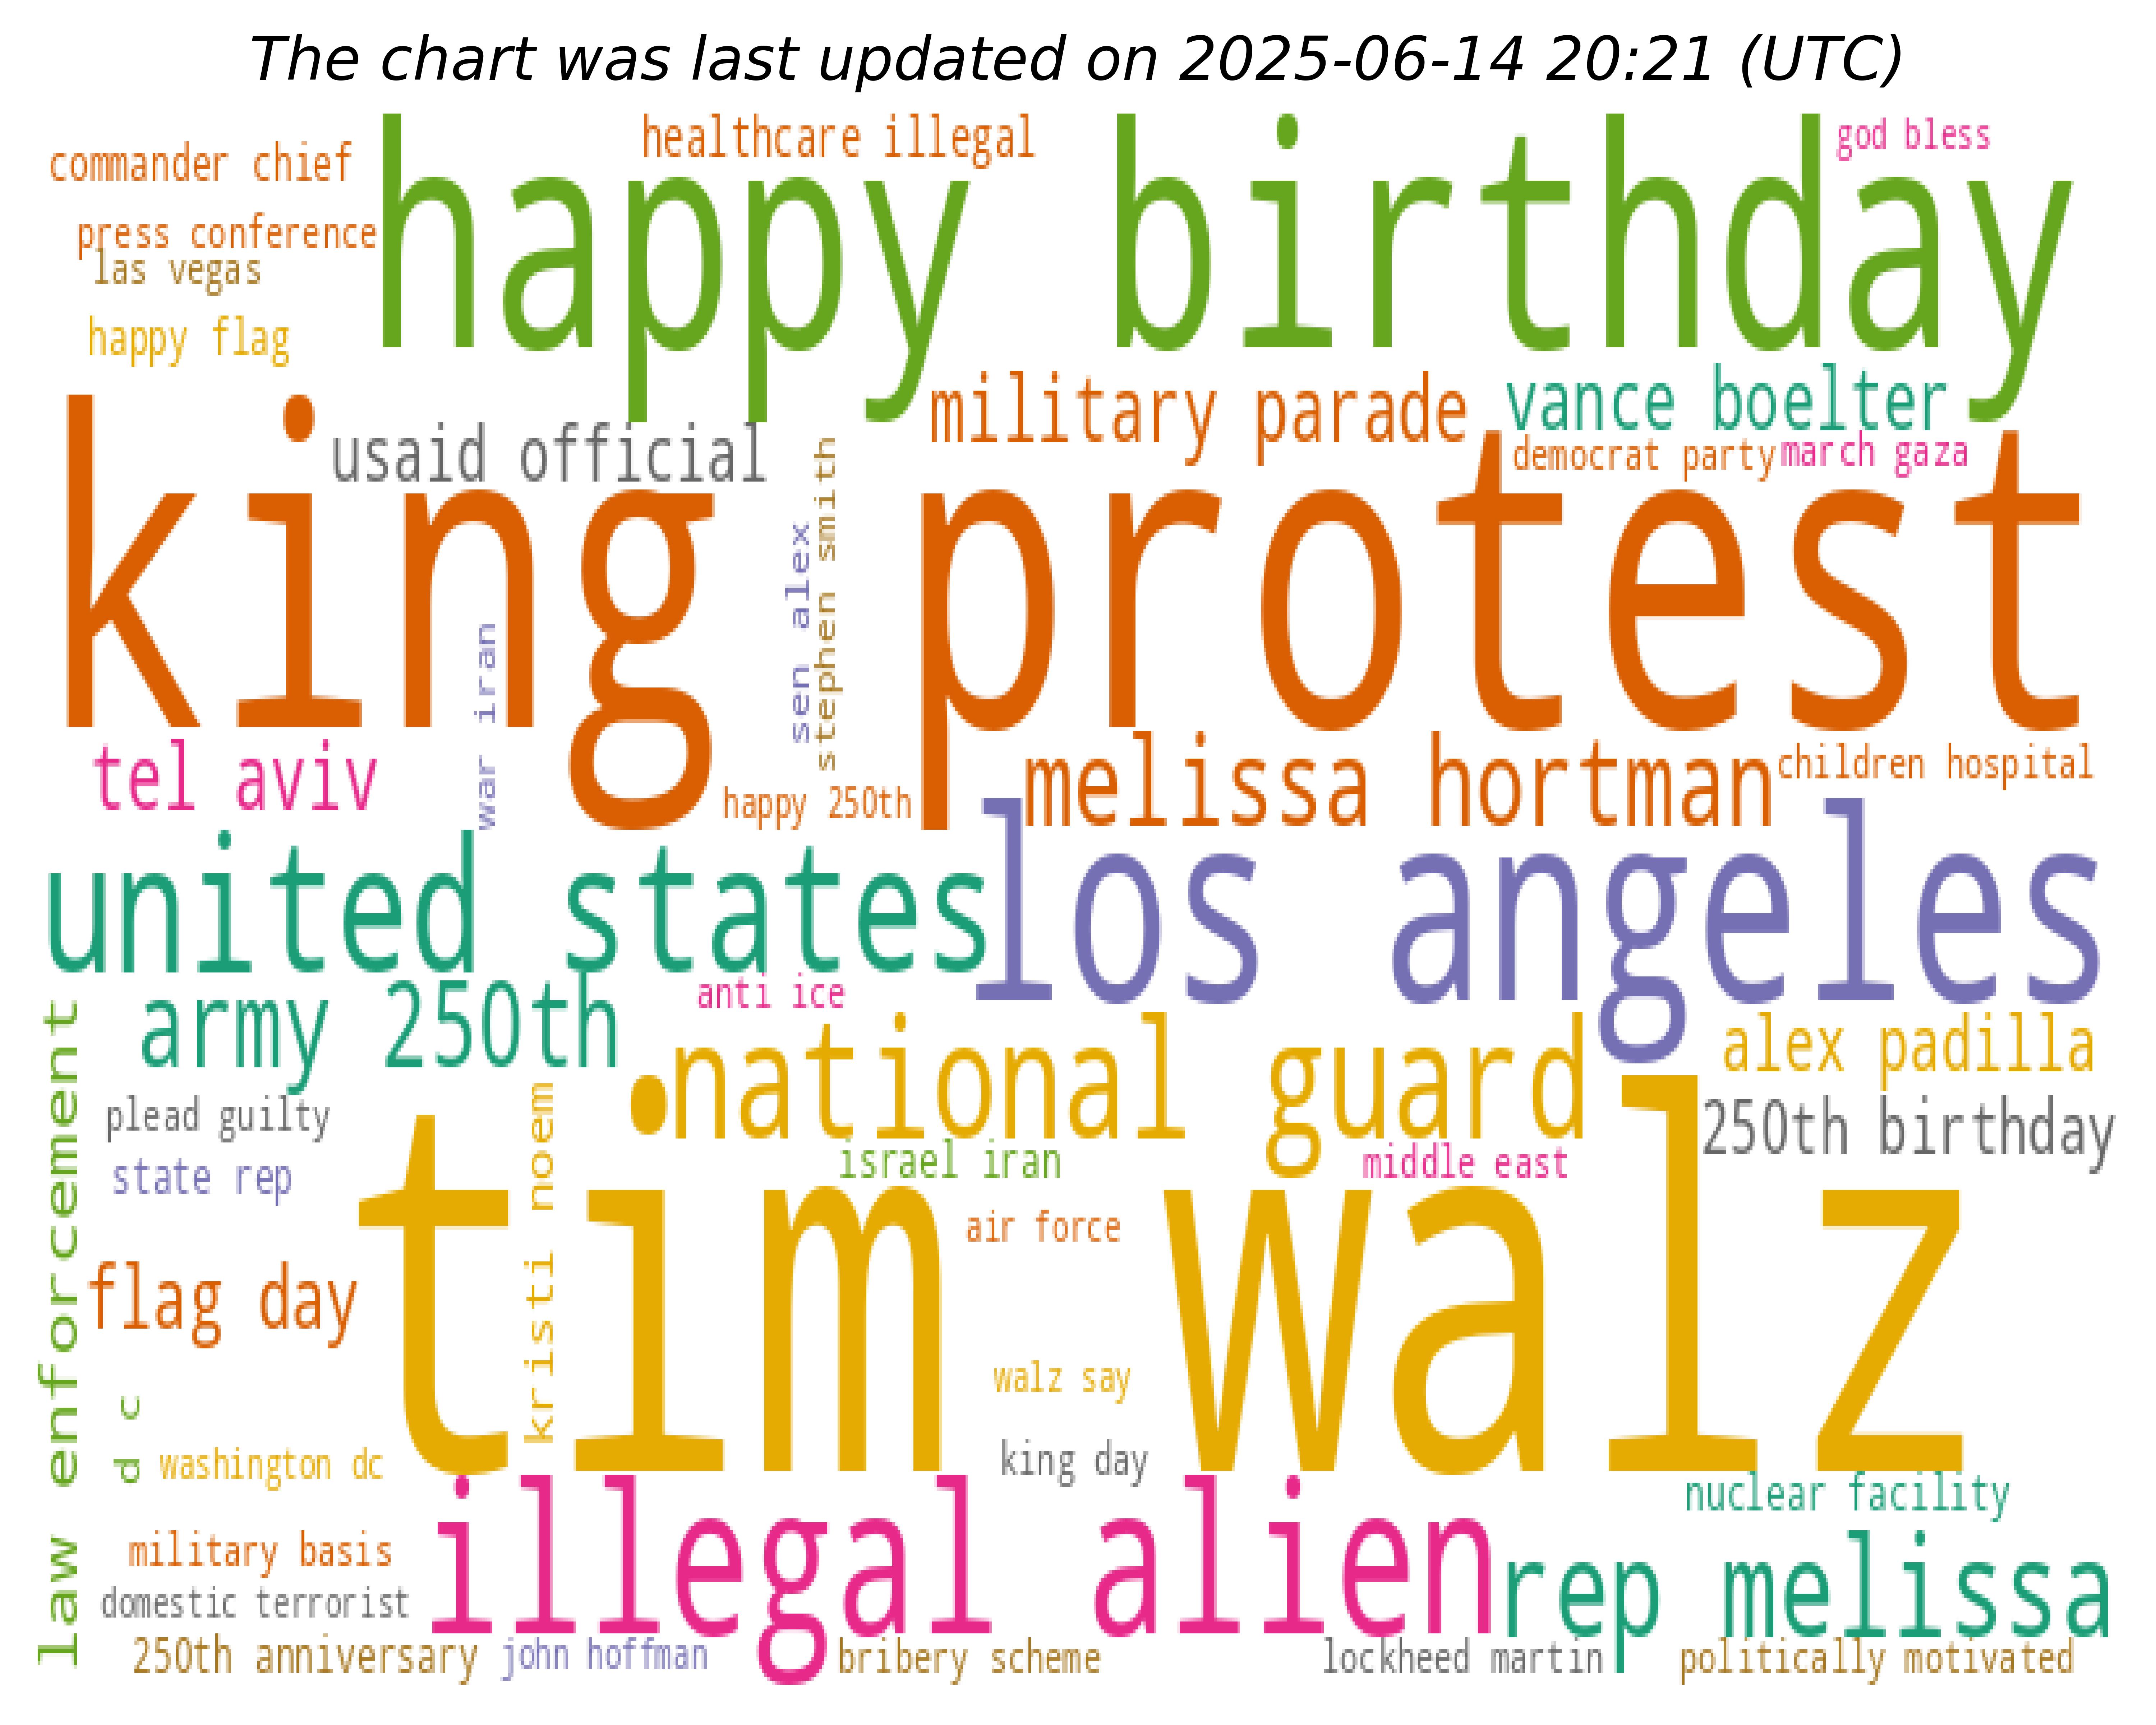 The chart was last updated on 2025-06-14 20:21 (UTC)
healthcare illegal
god bless
commander chief
happy birthday
press conference
las vegas
happy flag
military parade
vance boelter
usaid official
democrat party
march gaza
king protest
stephen smith
sen alex
war iran
tel aviv
melissa hortman
children hospital
happy 250th
united states
los angeles
anti ice
army 250th
national guard
alex padilla
law enforcement
plead guilty
250th birthday
kristi noem
israel iran
middle east
state rep
tim walz
air force
flag day
walz say
d c
washington dc
king day
nuclear facility
illegal alien
military basis
rep melissa
domestic terrorist
250th anniversary
john hoffman
bribery scheme
lockheed martin
politically motivated